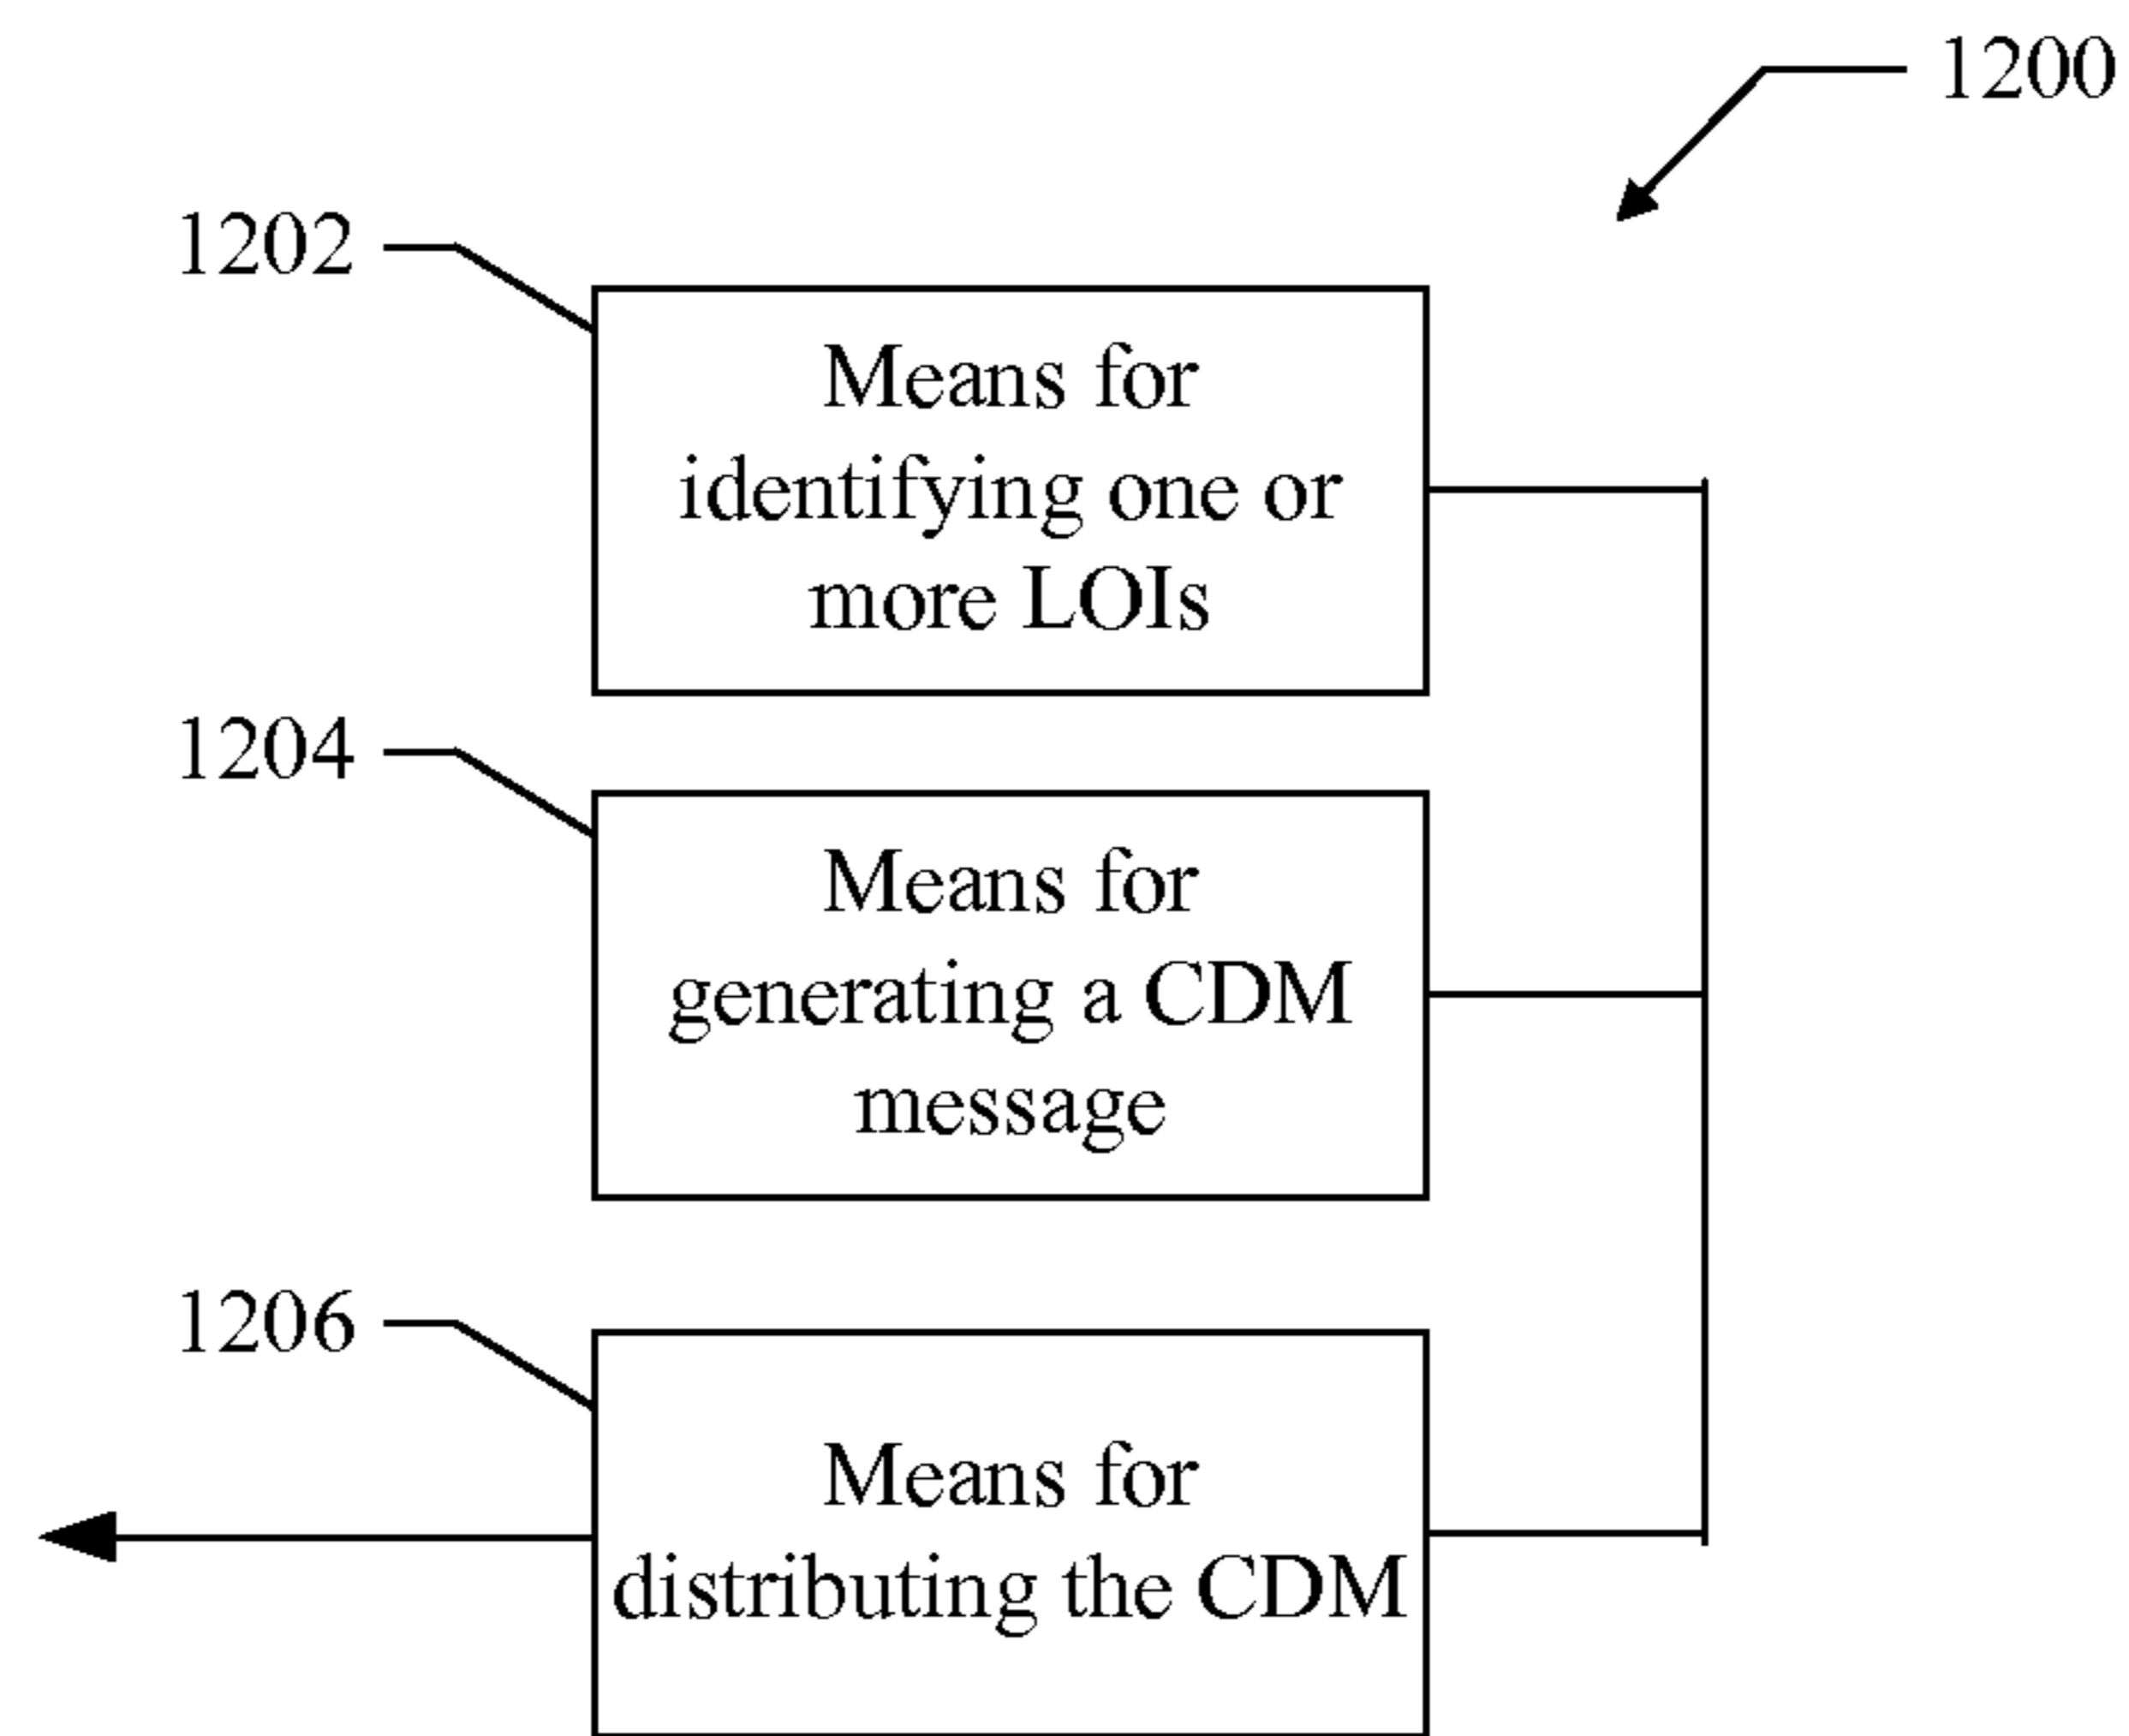 1200
1202
Means for
identifying one or
more LOIs
1204
Means for
generating a CDM
message
1206
Means for
distributing the CDM